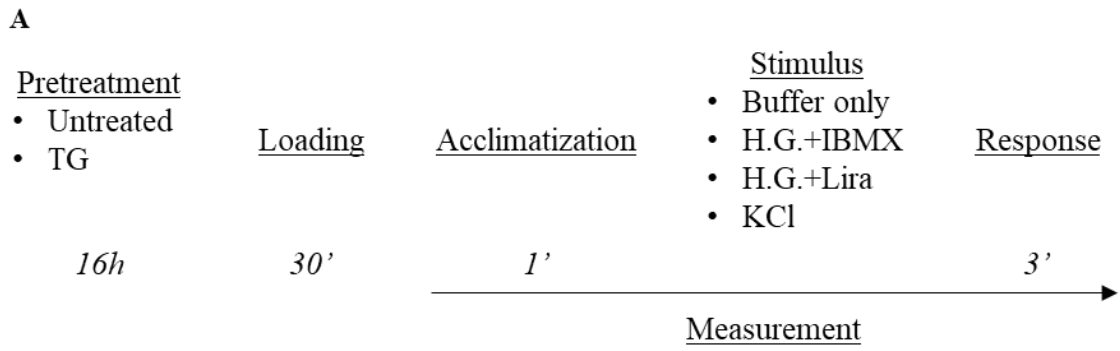 A
Pretreatment
• Untreated
• TG
Loading
Acclimatization
Stimulus
• Buffer only
• H.G.+IBMX
• H.G.+Lira
• KCl
Response
16h
30’
1’
3’
Measurement